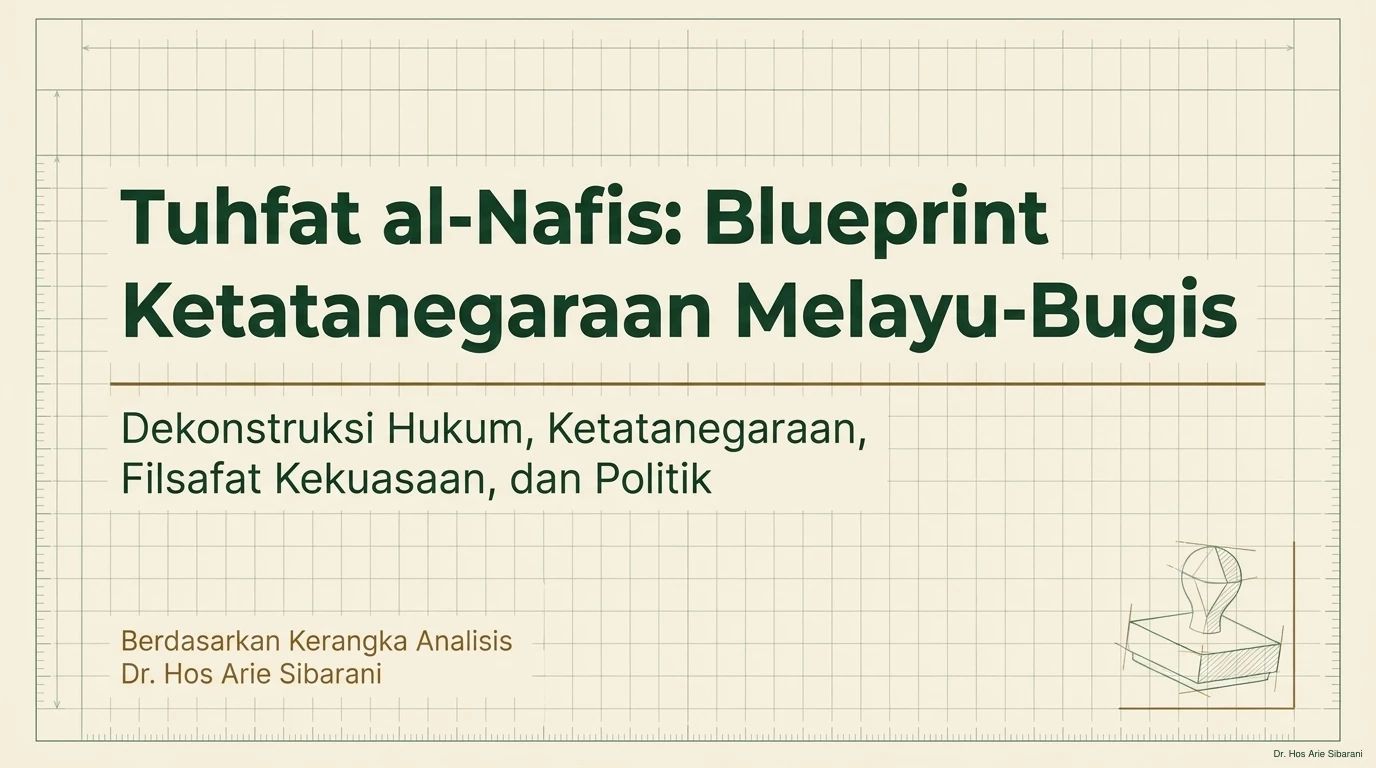 Tuhfat al-Nafis: Blueprint
Ketatanegaraan Melayu-Bugis
Dekonstruksi Hukum, Ketatanegaraan,
Filsafat Kekuasaan, dan Politik
Berdasarkan Kerangka Analisis
Dr. Hos Arie Sibarani
Dr. Hos Arie Sibarani